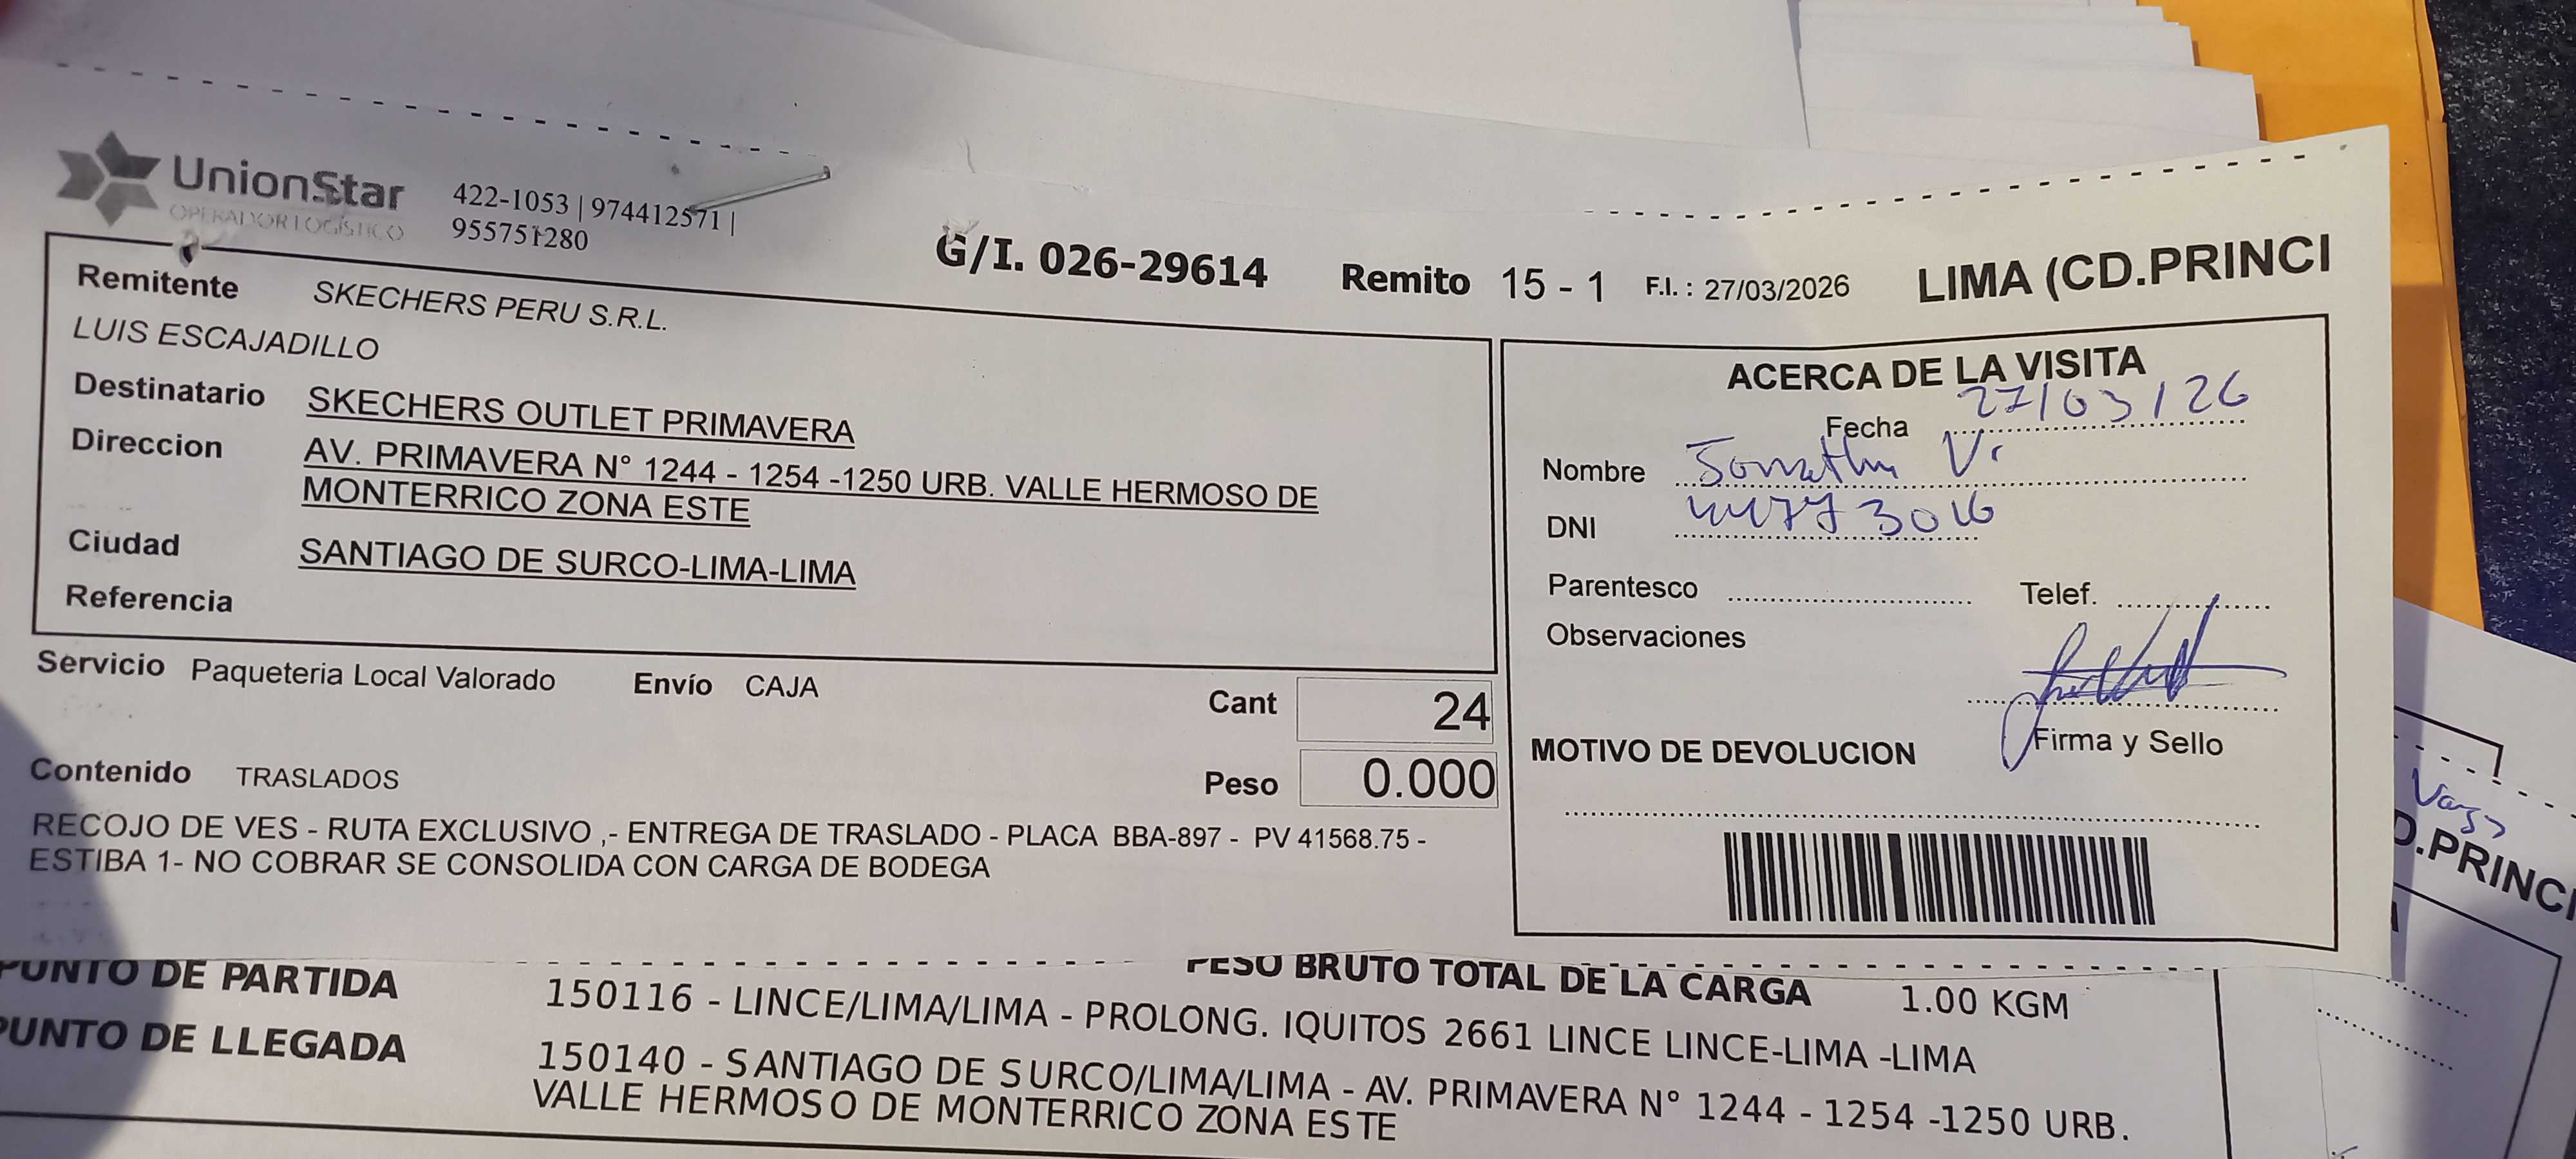 UnionStar
OPERADOR LOGÍSTICO
422-1053 | 974412571 |
955751280
G/I. 026-29614 Remito 15 - 1 F.I. : 27/03/2026 LIMA (CD.PRINCI
Remitente SKECHERS PERU S.R.L.
LUIS ESCAJADILLO
Destinatario SKECHERS OUTLET PRIMAVERA
Direccion AV. PRIMAVERA N° 1244 - 1254 -1250 URB. VALLE HERMOSO DE
MONTERRICO ZONA ESTE
Ciudad SANTIAGO DE SURCO-LIMA-LIMA
Referencia
Servicio Paqueteria Local Valorado Envío CAJA
Cant 24
Contenido TRASLADOS
Peso 0.000
RECOJO DE VES - RUTA EXCLUSIVO ,- ENTREGA DE TRASLADO - PLACA BBA-897 - PV 41568.75 -
ESTIBA 1- NO COBRAR SE CONSOLIDA CON CARGA DE BODEGA
ACERCA DE LA VISITA
Fecha 27/03/26
Nombre Jonathn V.
DNI
Parentesco Telef.
Observaciones
Firma y Sello
MOTIVO DE DEVOLUCION
PESO BRUTO TOTAL DE LA CARGA 1.00 KGM
PUNTO DE PARTIDA 150116 - LINCE/LIMA/LIMA - PROLONG. IQUITOS 2661 LINCE LINCE-LIMA -LIMA
PUNTO DE LLEGADA 150140 - SANTIAGO DE SURCO/LIMA/LIMA - AV. PRIMAVERA N° 1244 - 1254 -1250 URB.
VALLE HERMOSO DE MONTERRICO ZONA ESTE
D.PRINCI